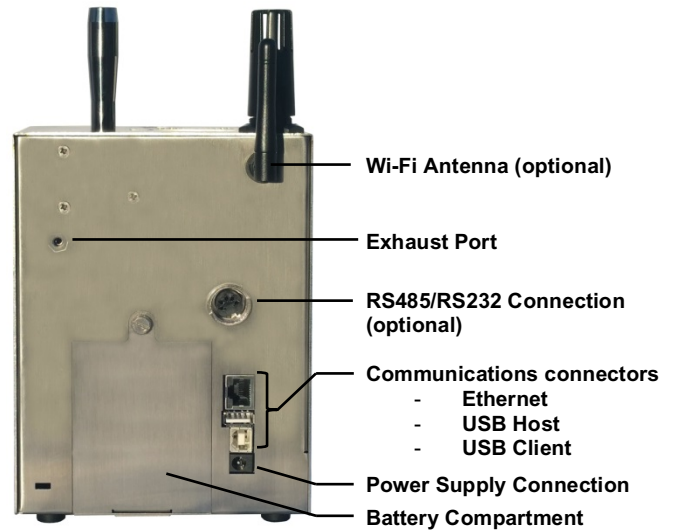 Wi-Fi Antenna (optional)
Exhaust Port
RS485/RS232 Connection
(optional)
Communications connectors
- Ethernet
- USB Host
- USB Client
Power Supply Connection
Battery Compartment